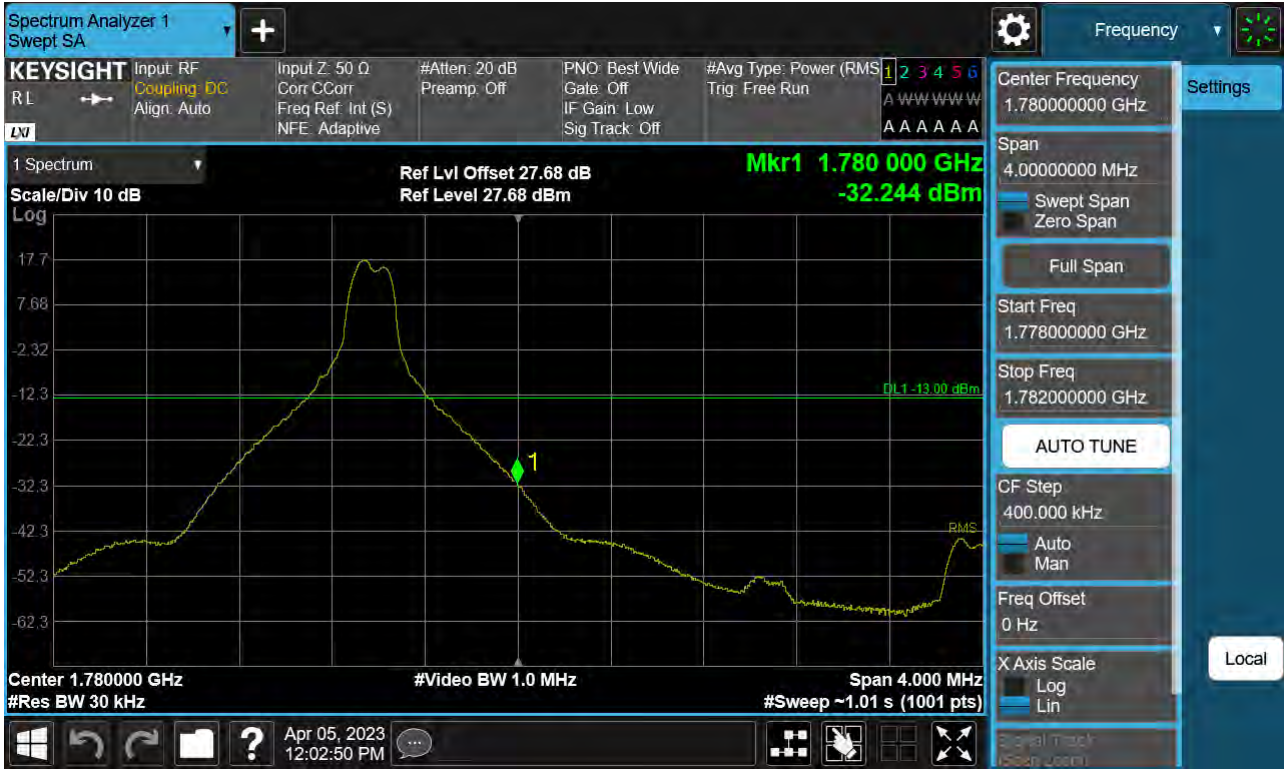 Spectrum Analyzer 1
Swept SA
Frequency
KEYSIGHT
R L
LXI
Input: RF
Coupling: DC
Align: Auto
Input Z: 50 Ω
Corr CCorr
Freq Ref: Int (S)
NFE: Adaptive
#Atten: 20 dB
Preamp: Off
PNO: Best Wide
Gate: Off
IF Gain: Low
Sig Track: Off
#Avg Type: Power (RMS
Trig: Free Run
1 2 3 4 5 6
A W W W W W
A A A A A A
1 Spectrum
Scale/Div 10 dB
Log
Ref Lvl Offset 27.68 dB
Ref Level 27.68 dBm
Mkr1 1.780 000 GHz
-32.244 dBm
17.7
7.68
-2.32
-12.3
-22.3
-32.3
-42.3
-52.3
-62.3
DL1 -13.00 dBm
1
RMS
Center 1.780000 GHz
#Res BW 30 kHz
#Video BW 1.0 MHz
Span 4.000 MHz
#Sweep ~1.01 s (1001 pts)
Center Frequency
1.780000000 GHz
Span
4.00000000 MHz
Swept Span
Zero Span
Full Span
Start Freq
1.778000000 GHz
Stop Freq
1.782000000 GHz
AUTO TUNE
CF Step
400.000 kHz
Auto
Man
Freq Offset
0 Hz
X Axis Scale
Log
Lin
Signal Track
(Span Zoom)
Settings
Local
Apr 05, 2023
12:02:50 PM